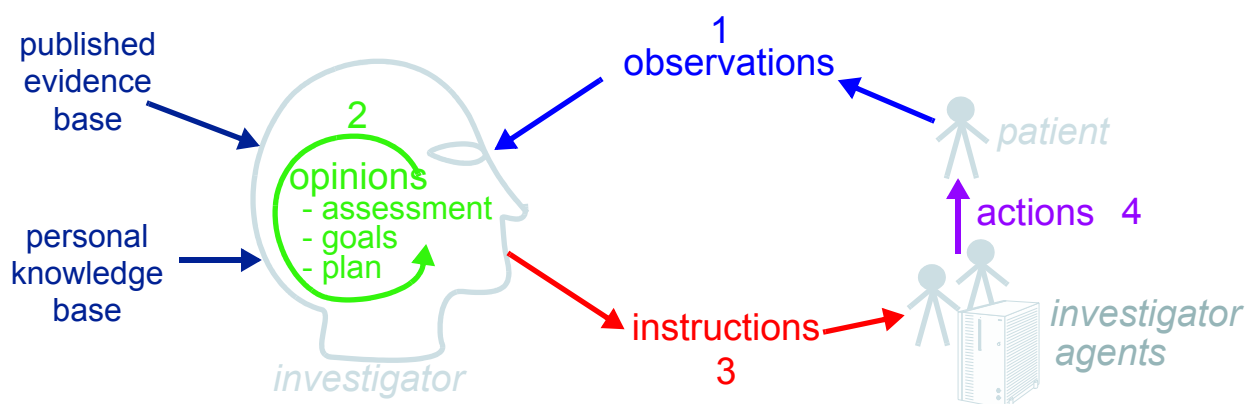 published
evidence
base
personal
knowledge
base
2
opinions
- assessment
- goals
- plan
investigator
1
observations
patient
actions 4
investigator
agents
instructions
3